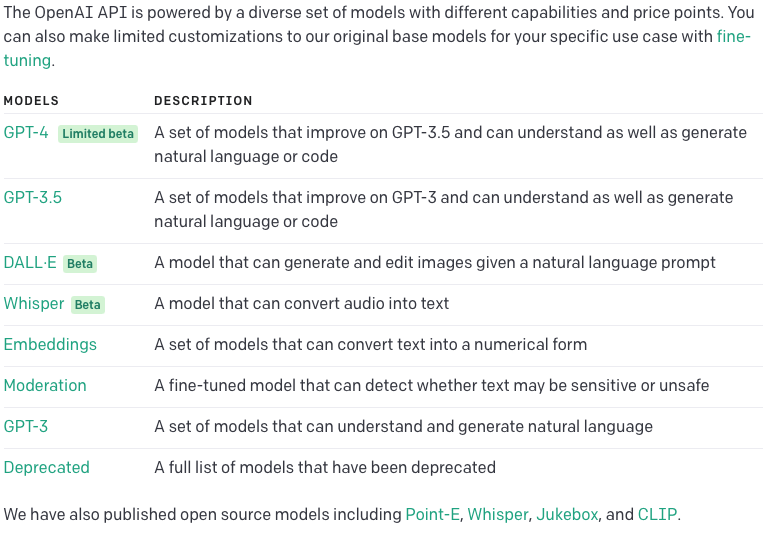 The OpenAI API is powered by a diverse set of models with different capabilities and price points. You
can also make limited customizations to our original base models for your specific use case with fine-
tuning.
MODELS DESCRIPTION
GPT-4 Limited beta A set of models that improve on GPT-3.5 and can understand as well as generate
natural language or code
GPT-3.5 A set of models that improve on GPT-3 and can understand as well as generate
natural language or code
DALL·E Beta A model that can generate and edit images given a natural language prompt
Whisper Beta A model that can convert audio into text
Embeddings A set of models that can convert text into a numerical form
Moderation A fine-tuned model that can detect whether text may be sensitive or unsafe
GPT-3 A set of models that can understand and generate natural language
Deprecated A full list of models that have been deprecated
We have also published open source models including Point-E, Whisper, Jukebox, and CLIP.